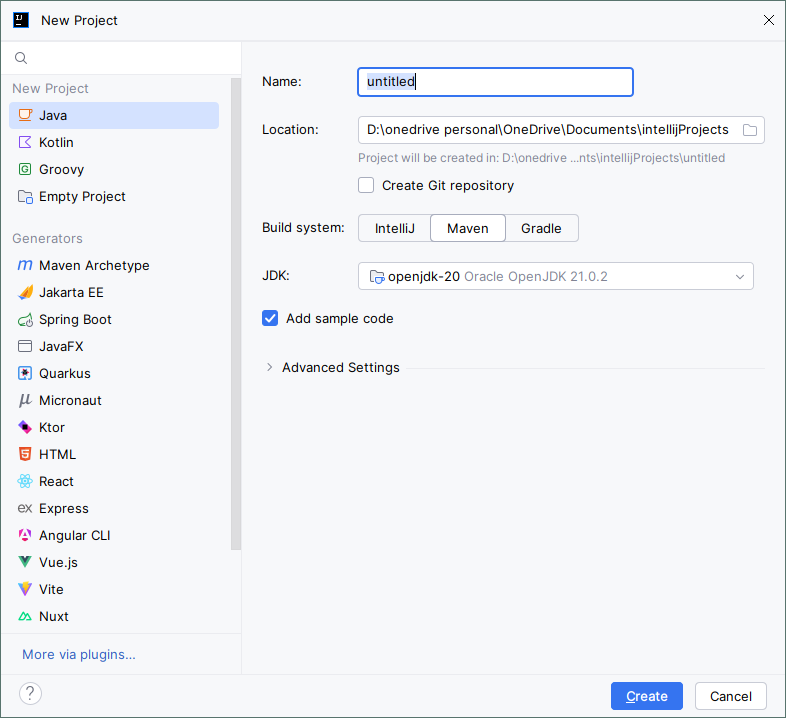 New Project
New Project
Java
Kotlin
Groovy
Empty Project
Generators
Maven Archetype
Jakarta EE
Spring Boot
JavaFX
Quarkus
Micronaut
Ktor
HTML
React
ex Express
Angular CLI
Vue.js
Vite
Nuxt
More via plugins...
Name: untitled
Location: D:\onedrive personal\OneDrive\Documents\intellijProjects
Project will be created in: D:\onedrive ...nts\intellijProjects\untitled
Create Git repository
Build system: IntelliJ Maven Gradle
JDK: openjdk-20 Oracle OpenJDK 21.0.2
Add sample code
Advanced Settings
? Create Cancel